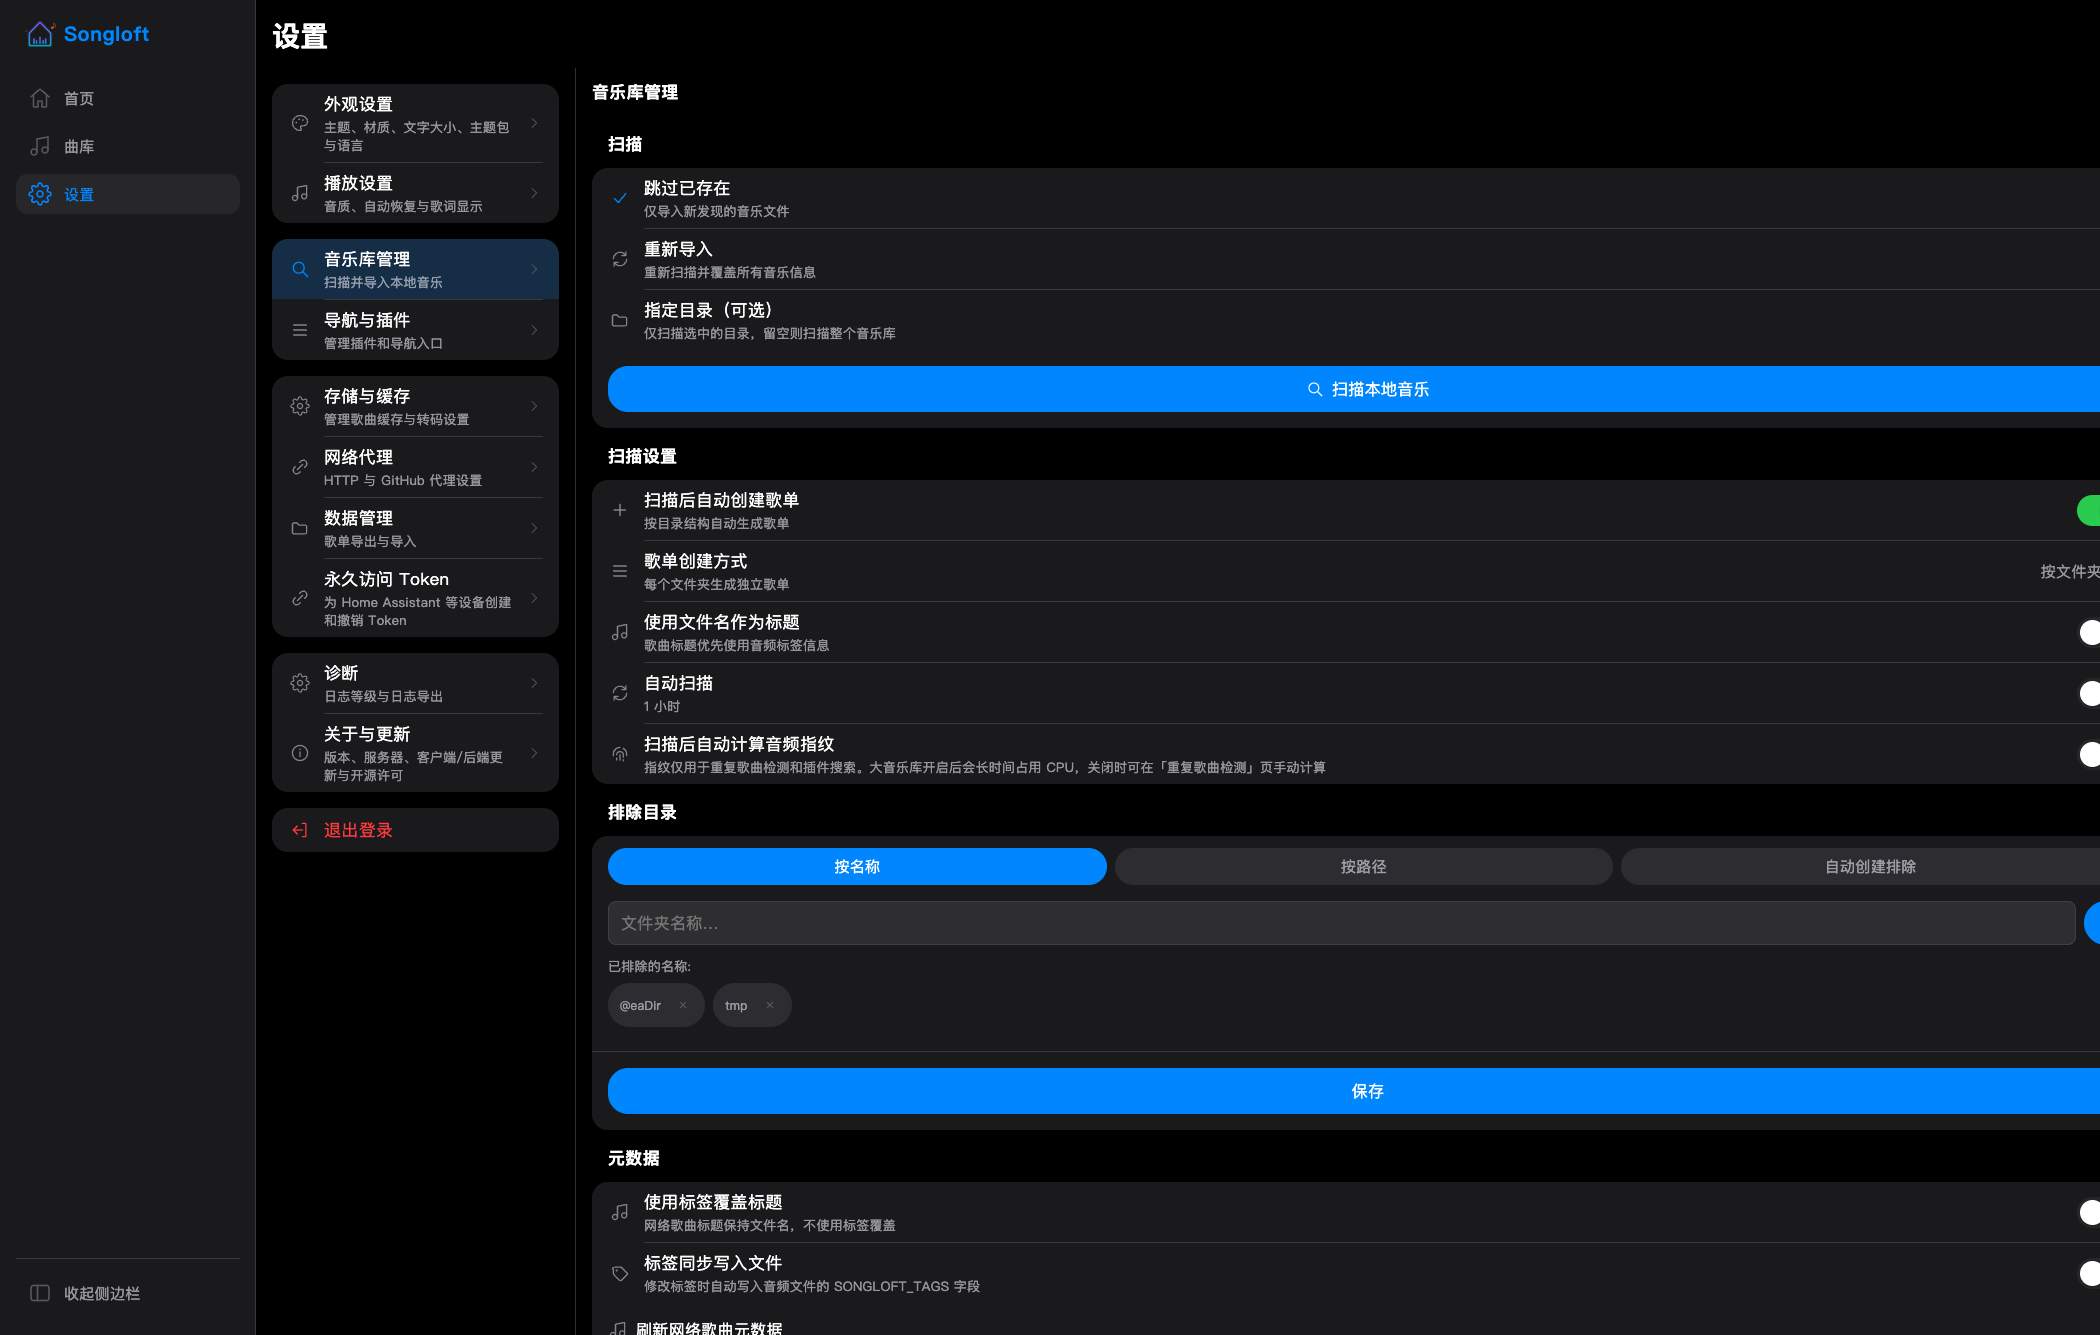 Songloft
首页
曲库
设置
收起侧边栏
设置
外观设置
主题、材质、文字大小、主题包
与语言
播放设置
音质、自动恢复与歌词显示
音乐库管理
扫描并导入本地音乐
导航与插件
管理插件和导航入口
存储与缓存
管理歌曲缓存与转码设置
网络代理
HTTP 与 GitHub 代理设置
数据管理
歌单导出与导入
永久访问 Token
为 Home Assistant 等设备创建
和撤销 Token
诊断
日志等级与日志导出
关于与更新
版本、服务器、客户端/后端更
新与开源许可
退出登录
音乐库管理
扫描
跳过已存在
仅导入新发现的音乐文件
重新导入
重新扫描并覆盖所有音乐信息
指定目录（可选）
仅扫描选中的目录，留空则扫描整个音乐库
扫描本地音乐
扫描设置
扫描后自动创建歌单
按目录结构自动生成歌单
歌单创建方式
每个文件夹生成独立歌单
按文件夹
使用文件名作为标题
歌曲标题优先使用音频标签信息
自动扫描
1 小时
扫描后自动计算音频指纹
指纹仅用于重复歌曲检测和插件搜索。大音乐库开启后会长时间占用 CPU，关闭时可在「重复歌曲检测」页手动计算
排除目录
按名称
按路径
自动创建排除
文件夹名称...
已排除的名称:
@eaDir ×
tmp ×
保存
元数据
使用标签覆盖标题
网络歌曲标题保持文件名，不使用标签覆盖
标签同步写入文件
修改标签时自动写入音频文件的 SONGLOFT_TAGS 字段
刷新网络歌曲元数据